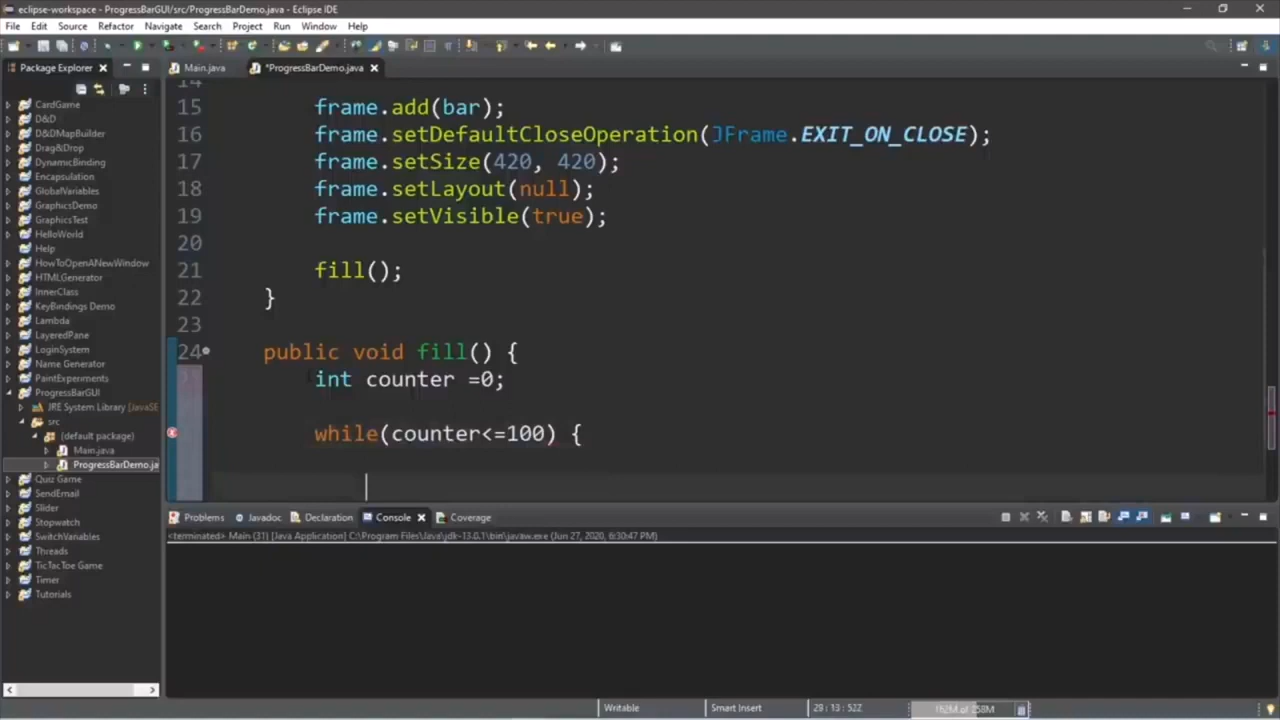 eclipse-workspace - ProgressBarGUI/src/ProgressBarDemo.java - Eclipse IDE
File Edit Source Refactor Navigate Search Project Run Window Help
Package Explorer
Main.java
*ProgressBarDemo.java
CardGame
D&D
D&DMapBuilder
Drag&Drop
DynamicBinding
Encapsulation
GlobalVariables
GraphicsDemo
GraphicsTest
HelloWorld
Help
HowToOpenANewWindow
HTMLGenerator
InnerClass
KeyBindings Demo
Lambda
LayeredPane
LoginSystem
Name Generator
PaintExperments
ProgressBarGUI
JRE System Library [JavaSE
src
(default package)
Main.java
ProgressBarDemo.ja
Quiz Game
SendEmail
Slider
Stopwatch
SwitchVariables
Threads
TicTacToe Game
Timer
Tutorials
14
15 frame.add(bar);
16 frame.setDefaultCloseOperation(JFrame.EXIT_ON_CLOSE);
17 frame.setSize(420, 420);
18 frame.setLayout(null);
19 frame.setVisible(true);
20
21 fill();
22 }
23
24 public void fill() {
int counter =0;
while(counter<=100) {
Problems Javadoc Declaration Console Coverage
<terminated> Main (31) [Java Application] C:\Program Files\Java\jdk-13.0.1\bin\javaw.exe (Jun 27, 2020, 6:30:47 PM)
Writable Smart Insert 29 : 13 : 522 162M of 258M